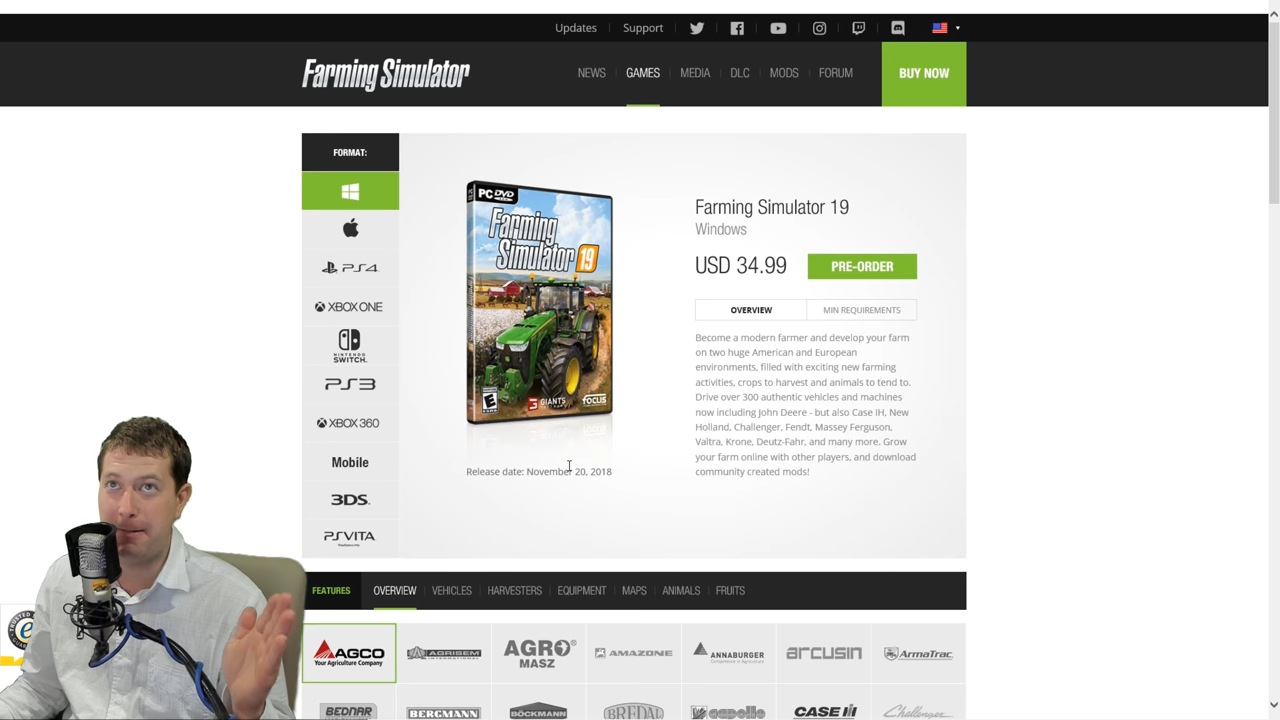 Updates Support
Farming Simulator
NEWS GAMES MEDIA DLC MODS FORUM BUY NOW
FORMAT:
PS4
XBOX ONE
NINTENDO
SWITCH
PS3
XBOX 360
Mobile
3DS
PSVITA
PC DVD
Farming
Simulator 19
GIANTS
FOCUS
Release date: November 20, 2018
Farming Simulator 19
Windows
USD 34.99 PRE-ORDER
OVERVIEW MIN REQUIREMENTS
Become a modern farmer and develop your farm
on two huge American and European
environments, filled with exciting new farming
activities, crops to harvest and animals to tend to.
Drive over 300 authentic vehicles and machines
now including John Deere - but also Case IH, New
Holland, Challenger, Fendt, Massey Ferguson,
Valtra, Krone, Deutz-Fahr, and many more. Grow
your farm online with other players, and download
community created mods!
FEATURES OVERVIEW VEHICLES HARVESTERS EQUIPMENT MAPS ANIMALS FRUITS
AGCO
Your Agriculture Company
AGRISEM
INTERNATIONAL
AGRO
MASZ
AMAZONE
ANNABURGER
arcusin
ArmaTrac
BEDNAR
BERGMANN
BÖCKMANN
BREDAL
capello
CASE IH
Challenger